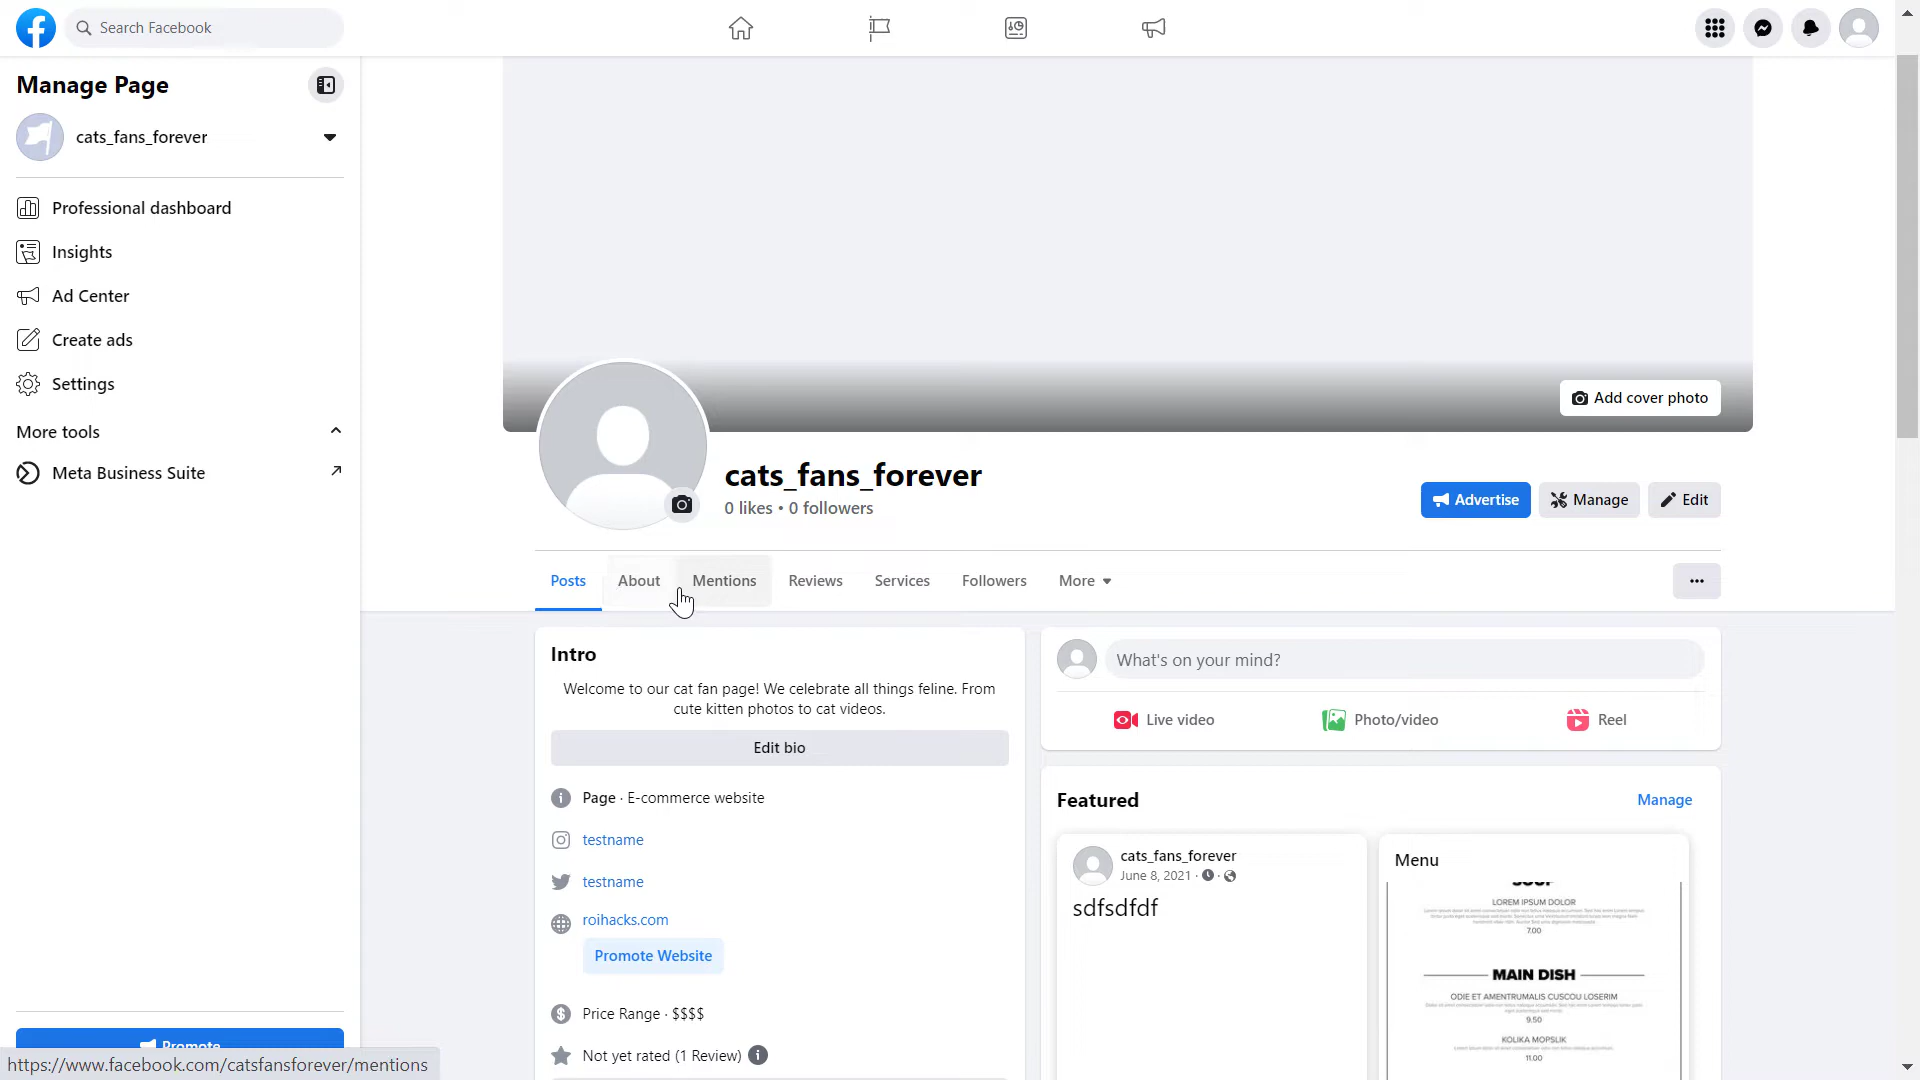 Search Facebook
Manage Page
cats_fans_forever
Professional dashboard
Insights
Ad Center
Create ads
Settings
More tools
Meta Business Suite
Promote
https://www.facebook.com/catsfansforever/mentions
Add cover photo
cats_fans_forever
0 likes • 0 followers
Advertise
Manage
Edit
Posts
About
Mentions
Reviews
Services
Followers
More
Intro
Welcome to our cat fan page! We celebrate all things feline. From
cute kitten photos to cat videos.
Edit bio
Page · E-commerce website
testname
testname
roihacks.com
Promote Website
Price Range · $$$$
Not yet rated (1 Review)
What's on your mind?
Live video
Photo/video
Reel
Featured
Manage
cats_fans_forever
June 8, 2021 ·
sdfsdfdf
Menu
LOREM IPSUM DOLOR
7.00
MAIN DISH
ODIE ET AMENTRUMALIS CUSCOU LOSERIM
9.50
KOLIKA MOPSLIK
11.00